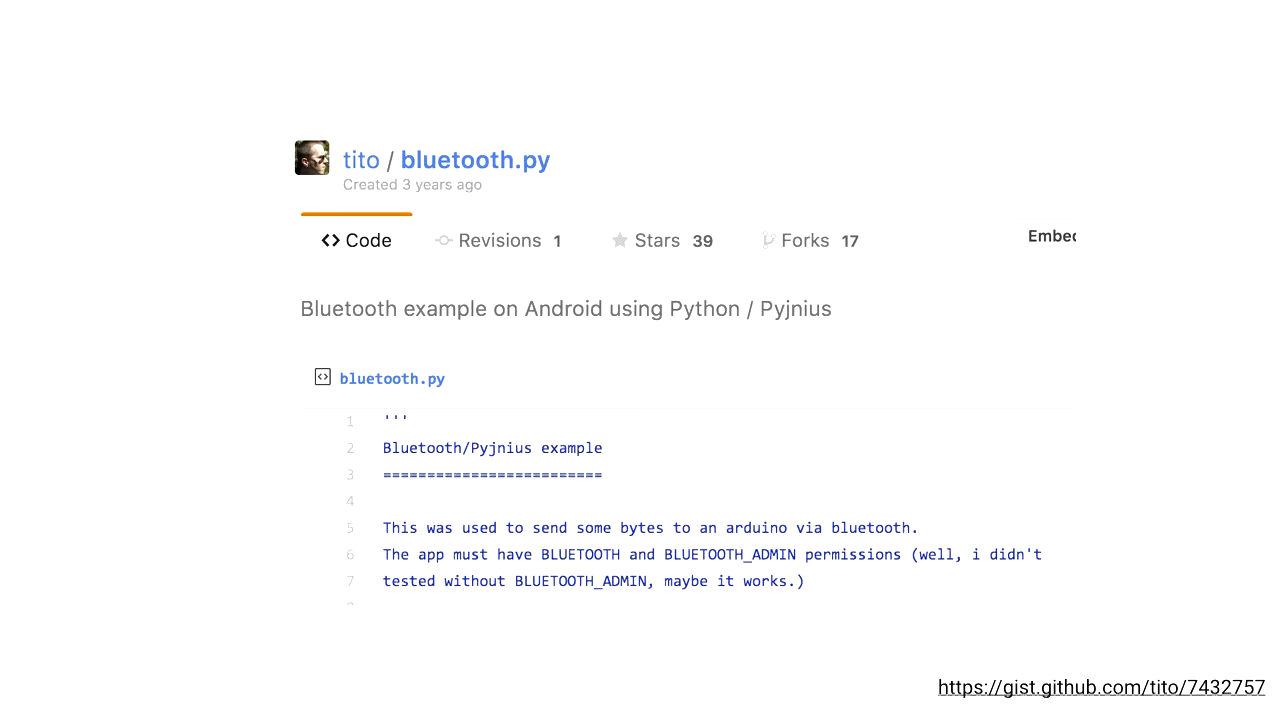 tito / bluetooth.py
Created 3 years ago
Code Revisions 1 Stars 39 Forks 17 Embed
Bluetooth example on Android using Python / Pyjnius
bluetooth.py
1 '''
2 Bluetooth/Pyjnius example
3 =========================
4
5 This was used to send some bytes to an arduino via bluetooth.
6 The app must have BLUETOOTH and BLUETOOTH_ADMIN permissions (well, i didn't
7 tested without BLUETOOTH_ADMIN, maybe it works.)
https://gist.github.com/tito/7432757